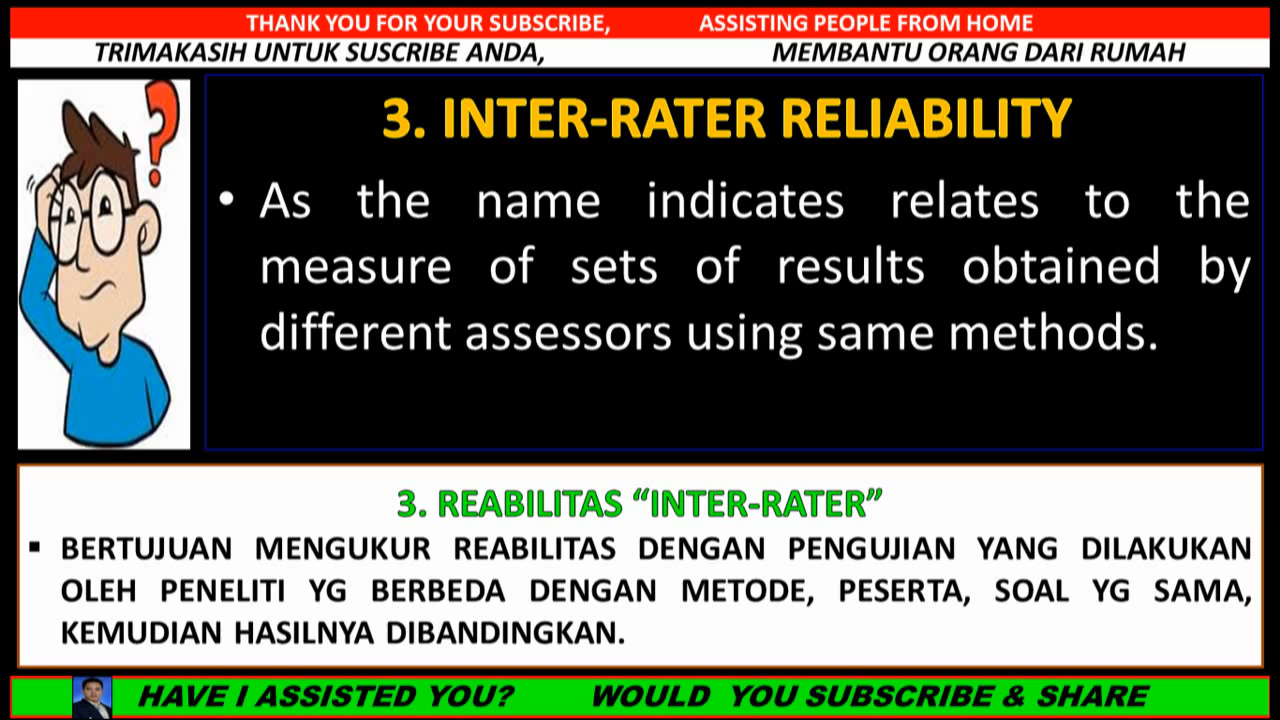 THANK YOU FOR YOUR SUBSCRIBE, ASSISTING PEOPLE FROM HOME
TRIMAKASIH UNTUK SUSCRIBE ANDA, MEMBANTU ORANG DARI RUMAH
?
3. INTER-RATER RELIABILITY
• As the name indicates relates to the
measure of sets of results obtained by
different assessors using same methods.
3. REABILITAS “INTER-RATER”
▪ BERTUJUAN MENGUKUR REABILITAS DENGAN PENGUJIAN YANG DILAKUKAN
OLEH PENELITI YG BERBEDA DENGAN METODE, PESERTA, SOAL YG SAMA,
KEMUDIAN HASILNYA DIBANDINGKAN.
HAVE I ASSISTED YOU? WOULD YOU SUBSCRIBE & SHARE